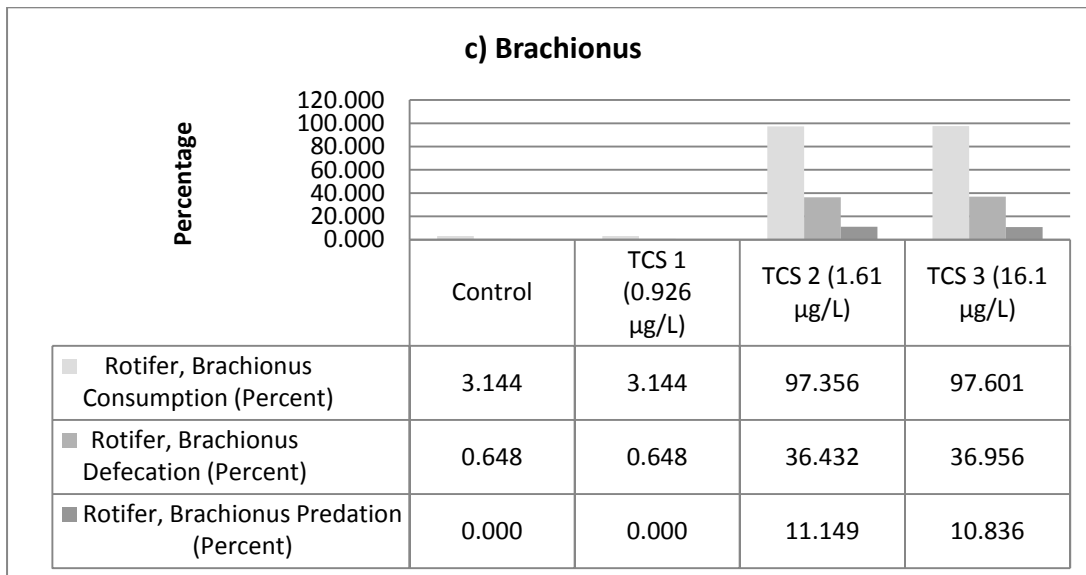 c) Brachionus
Percentage
120.000
100.000
80.000
60.000
40.000
20.000
0.000
Control
TCS 1
(0.926
µg/L)
TCS 2 (1.61
µg/L)
TCS 3 (16.1
µg/L)
Rotifer, Brachionus
Consumption (Percent)
3.144 3.144 97.356 97.601
Rotifer, Brachionus
Defecation (Percent)
0.648 0.648 36.432 36.956
Rotifer, Brachionus Predation
(Percent)
0.000 0.000 11.149 10.836